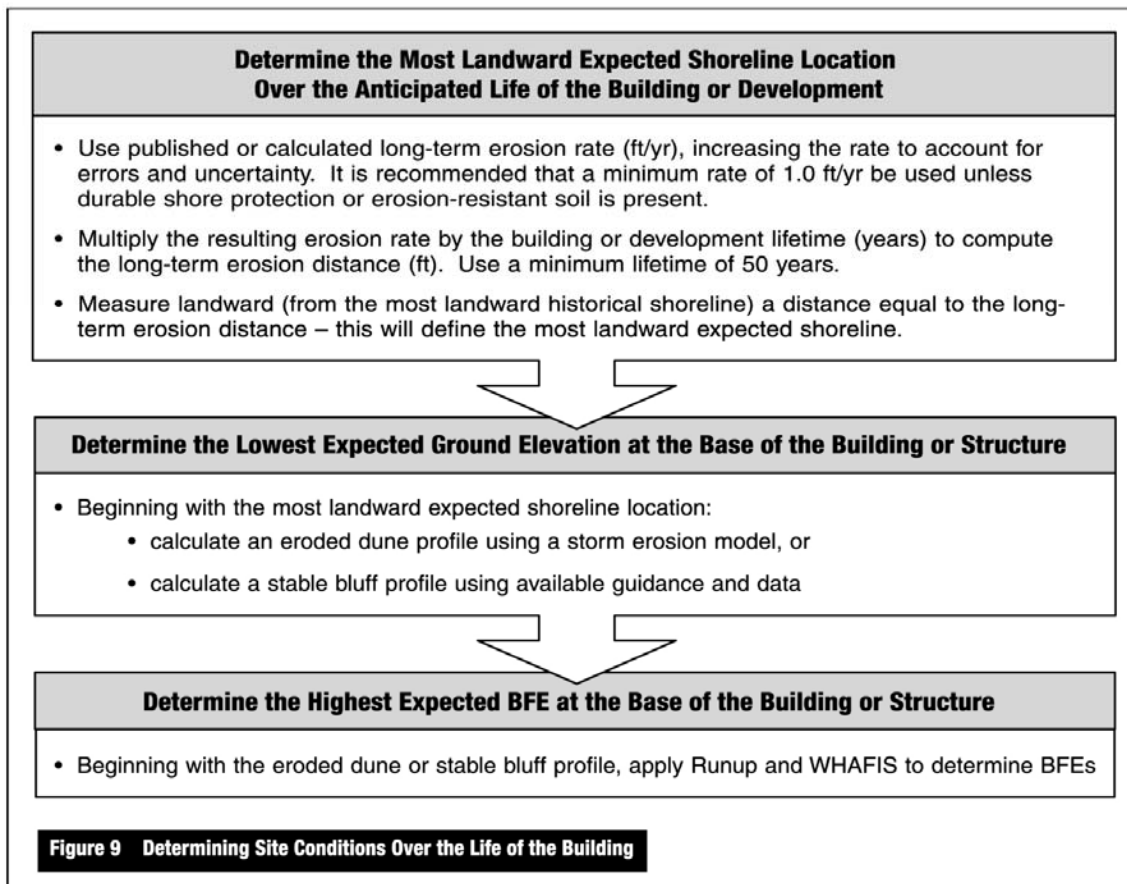 Determine the Most Landward Expected Shoreline Location
Over the Anticipated Life of the Building or Development
• Use published or calculated long-term erosion rate (ft/yr), increasing the rate to account for
errors and uncertainty. It is recommended that a minimum rate of 1.0 ft/yr be used unless
durable shore protection or erosion-resistant soil is present.
• Multiply the resulting erosion rate by the building or development lifetime (years) to compute
the long-term erosion distance (ft). Use a minimum lifetime of 50 years.
• Measure landward (from the most landward historical shoreline) a distance equal to the long-
term erosion distance – this will define the most landward expected shoreline.
Determine the Lowest Expected Ground Elevation at the Base of the Building or Structure
• Beginning with the most landward expected shoreline location:
• calculate an eroded dune profile using a storm erosion model, or
• calculate a stable bluff profile using available guidance and data
Determine the Highest Expected BFE at the Base of the Building or Structure
• Beginning with the eroded dune or stable bluff profile, apply Runup and WHAFIS to determine BFEs
Figure 9 Determining Site Conditions Over the Life of the Building